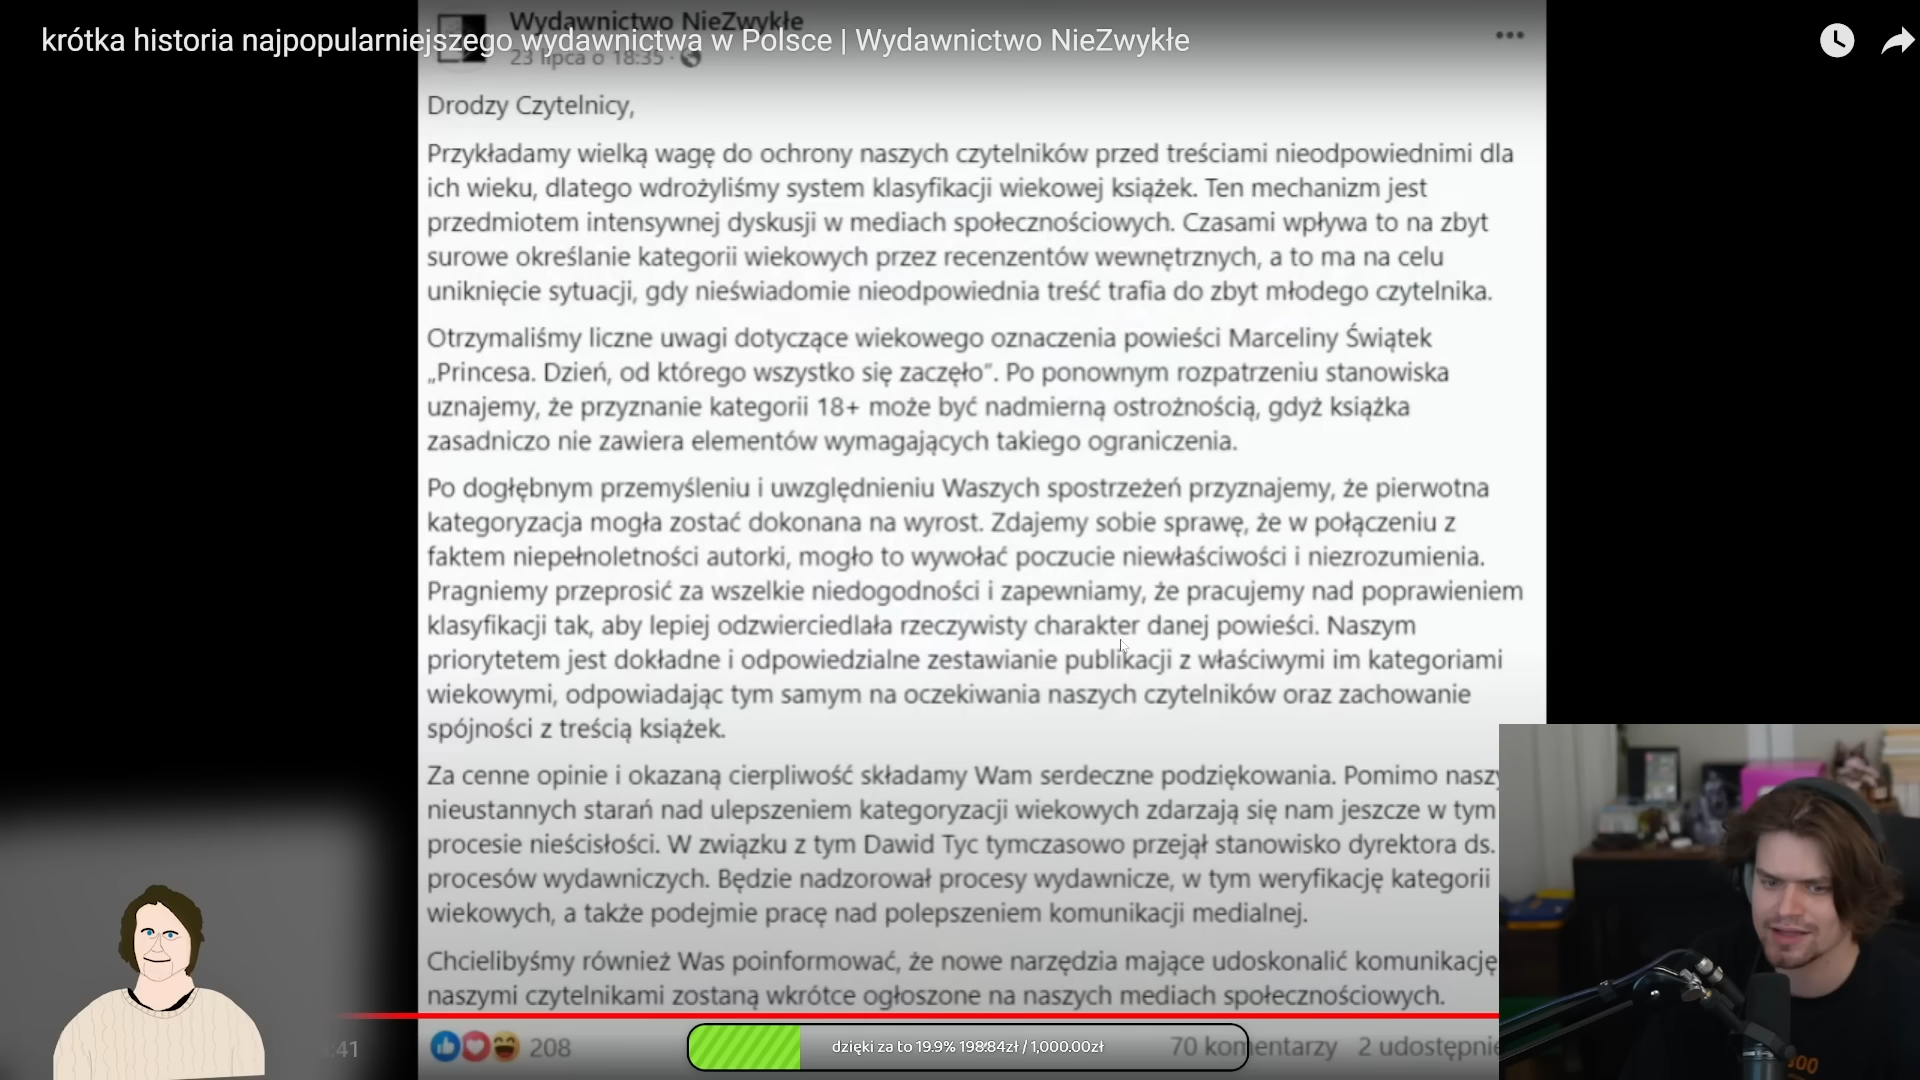 Wydawnictwo NieZwykłe
krótka historia najpopularniejszego wydawnictwa w Polsce | Wydawnictwo NieZwykłe
23 lipca o 18:35 ·
Drodzy Czytelnicy,
Przykładamy wielką wagę do ochrony naszych czytelników przed treściami nieodpowiednimi dla
ich wieku, dlatego wdrożyliśmy system klasyfikacji wiekowej książek. Ten mechanizm jest
przedmiotem intensywnej dyskusji w mediach społecznościowych. Czasami wpływa to na zbyt
surowe określanie kategorii wiekowych przez recenzentów wewnętrznych, a to ma na celu
uniknięcie sytuacji, gdy nieświadomie nieodpowiednia treść trafia do zbyt młodego czytelnika.
Otrzymaliśmy liczne uwagi dotyczące wiekowego oznaczenia powieści Marceliny Świątek
„Princesa. Dzień, od którego wszystko się zaczęło”. Po ponownym rozpatrzeniu stanowiska
uznajemy, że przyznanie kategorii 18+ może być nadmierną ostrożnością, gdyż książka
zasadniczo nie zawiera elementów wymagających takiego ograniczenia.
Po dogłębnym przemyśleniu i uwzględnieniu Waszych spostrzeżeń przyznajemy, że pierwotna
kategoryzacja mogła zostać dokonana na wyrost. Zdajemy sobie sprawę, że w połączeniu z
faktem niepełnoletności autorki, mogło to wywołać poczucie niewłaściwości i niezrozumienia.
Pragniemy przeprosić za wszelkie niedogodności i zapewniamy, że pracujemy nad poprawieniem
klasyfikacji tak, aby lepiej odzwierciedlała rzeczywisty charakter danej powieści. Naszym
priorytetem jest dokładne i odpowiedzialne zestawianie publikacji z właściwymi im kategoriami
wiekowymi, odpowiadając tym samym na oczekiwania naszych czytelników oraz zachowanie
spójności z treścią książek.
Za cenne opinie i okazaną cierpliwość składamy Wam serdeczne podziękowania. Pomimo naszy
nieustannych starań nad ulepszeniem kategoryzacji wiekowych zdarzają się nam jeszcze w tym
procesie nieścisłości. W związku z tym Dawid Tyc tymczasowo przejął stanowisko dyrektora ds.
procesów wydawniczych. Będzie nadzorował procesy wydawnicze, w tym weryfikację kategorii
wiekowych, a także podejmie pracę nad polepszeniem komunikacji medialnej.
Chcielibyśmy również Was poinformować, że nowe narzędzia mające udoskonalić komunikację
naszymi czytelnikami zostaną wkrótce ogłoszone na naszych mediach społecznościowych.
:41
208
dzięki za to 19.9% 198.84zł / 1,000.00zł
70 komentarzy 2 udostępnie